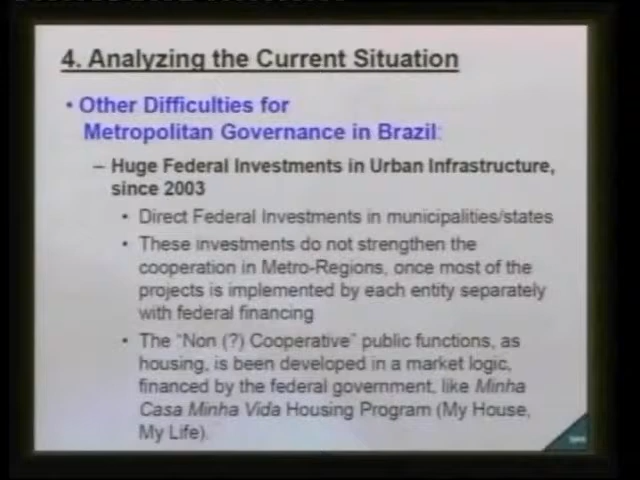 4. Analyzing the Current Situation
• Other Difficulties for
Metropolitan Governance in Brazil:
– Huge Federal Investments in Urban Infrastructure,
since 2003
• Direct Federal Investments in municipalities/states
• These investments do not strengthen the
cooperation in Metro-Regions, once most of the
projects is implemented by each entity separately
with federal financing
• The “Non (?) Cooperative” public functions, as
housing, is been developed in a market logic,
financed by the federal government, like Minha
Casa Minha Vida Housing Program (My House,
My Life).